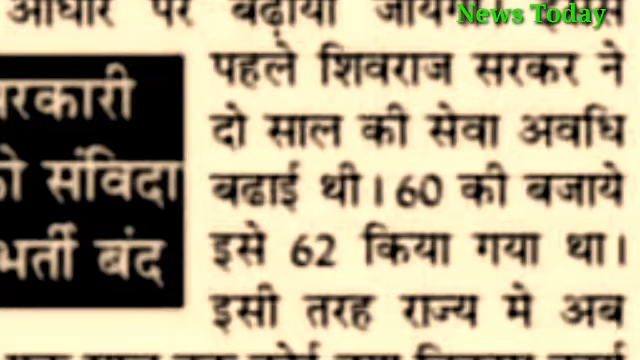 आधार पर बढ़ाया
News Today
पहले शिवराज सरकर ने
दो साल की सेवा अवधि
बढाई थी। 60 की बजाये
इसे 62 किया गया था।
इसी तरह राज्य मे अब
सरकारी
को संविदा
भर्ती बंद